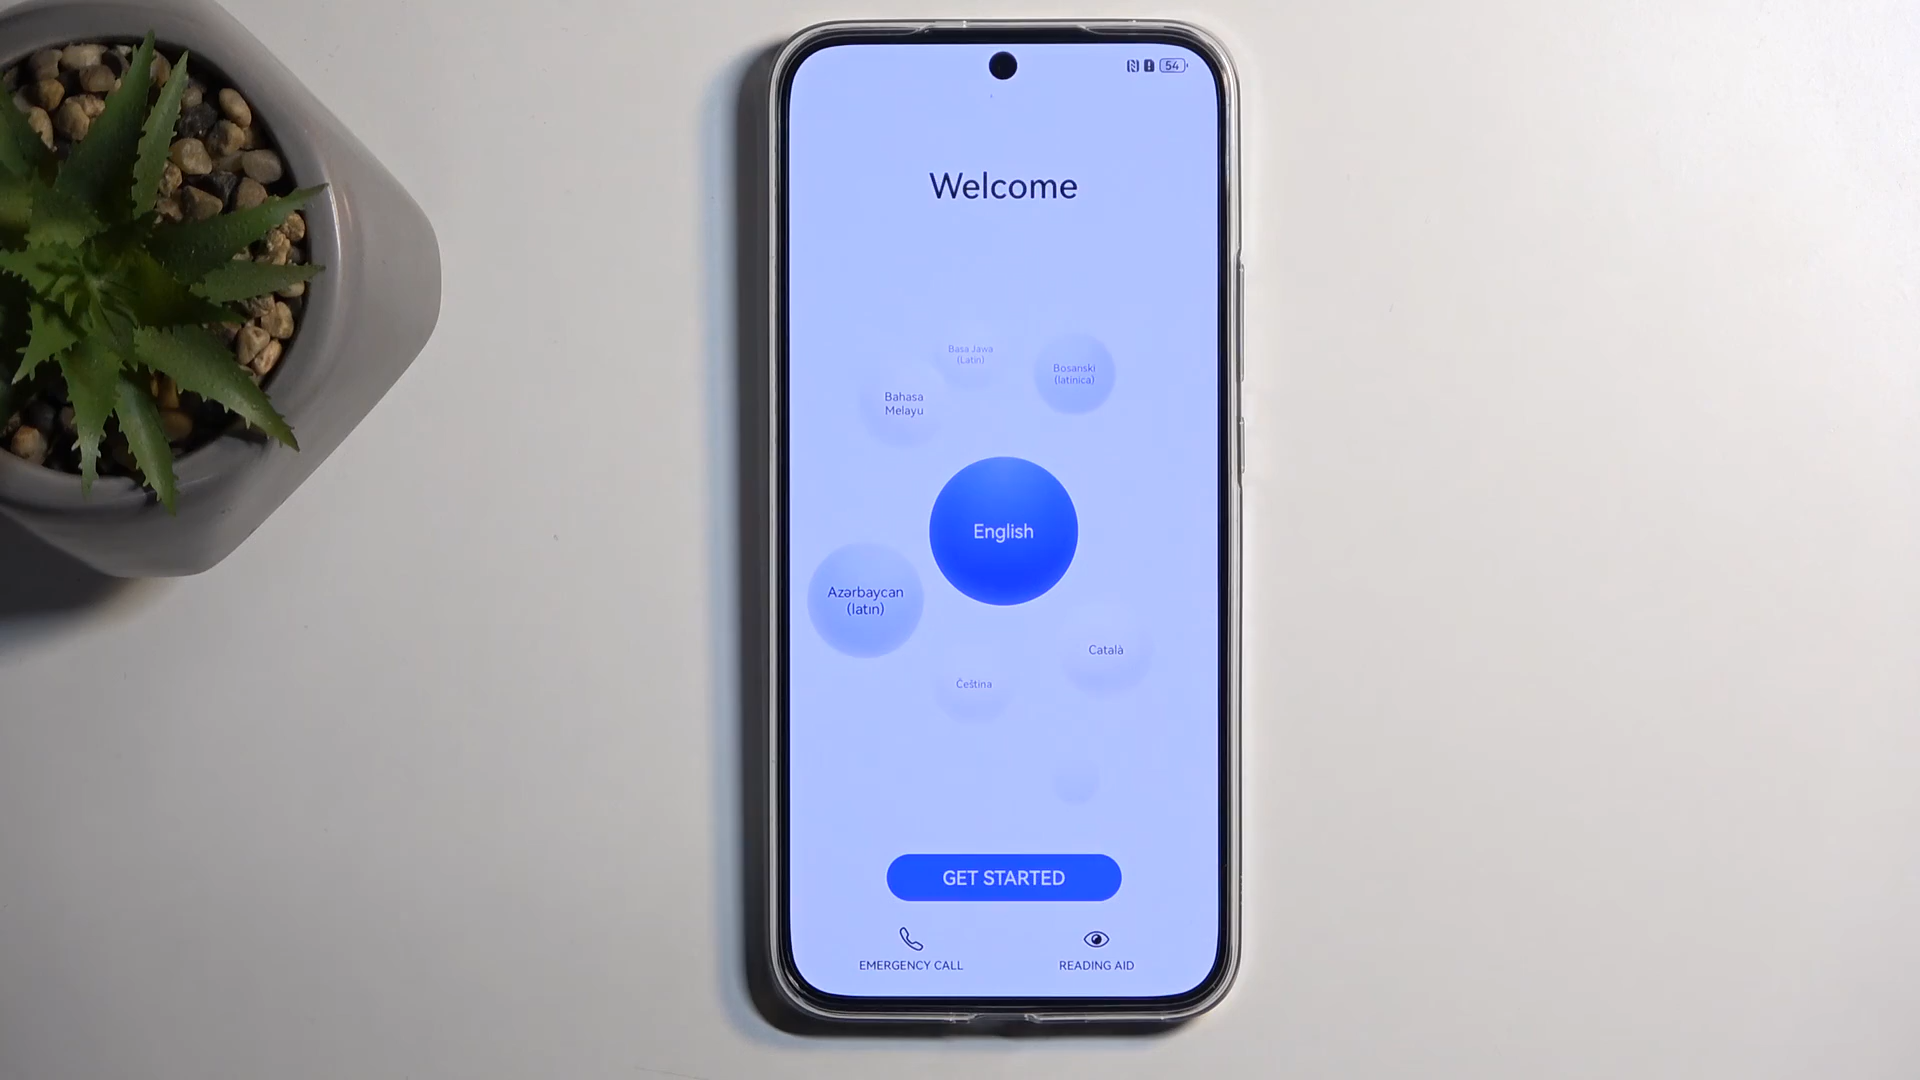 54
Welcome
Basa Jawa
(Latin)
Bosanski
(latinica)
Bahasa
Melayu
English
Azərbaycan
(latın)
Català
Čeština
GET STARTED
EMERGENCY CALL
READING AID